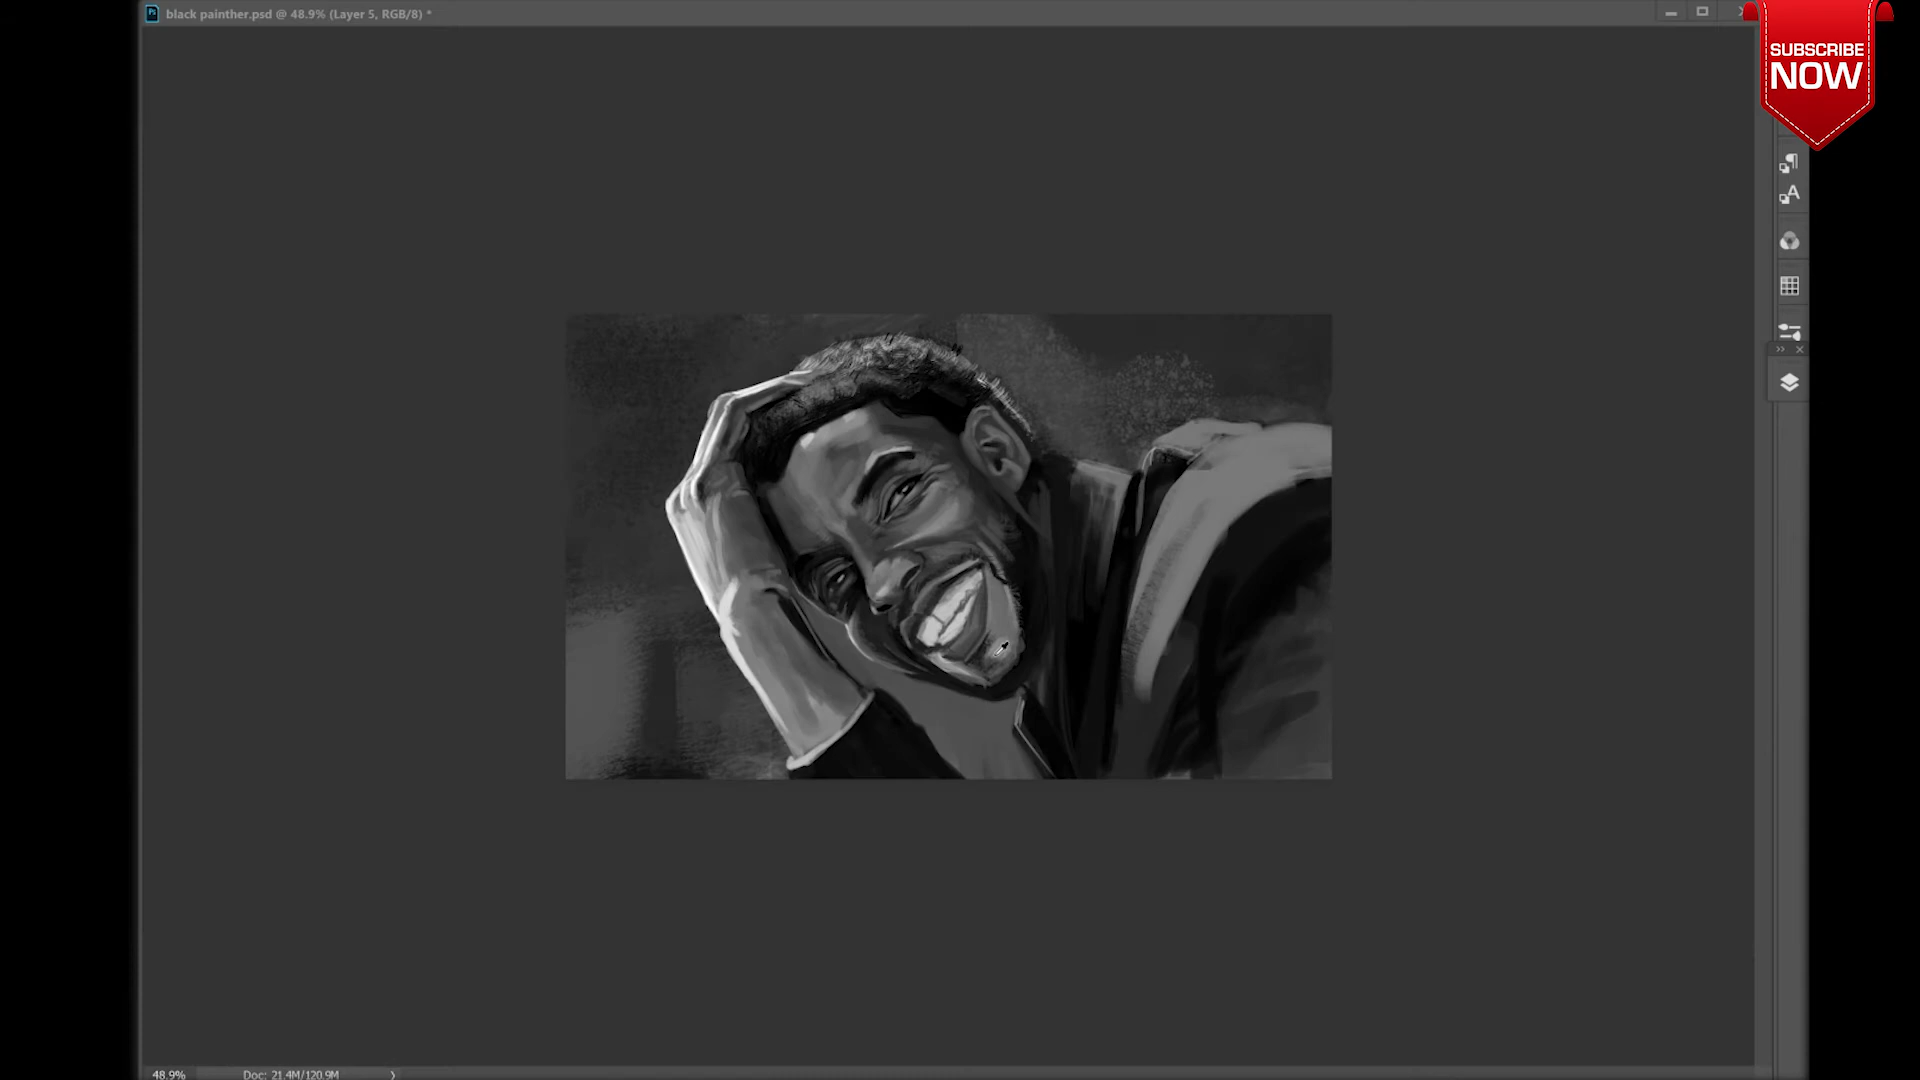 black painther.psd @ 48.9% (Layer 5, RGB/8) *
SUBSCRIBE
NOW
48.9%
Doc: 21.4M/120.9M